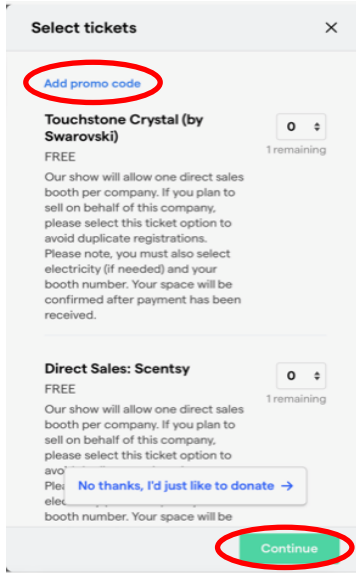 Select tickets
Add promo code
Touchstone Crystal (by
Swarovski)
0
1 remaining
FREE
Our show will allow one direct sales
booth per company. If you plan to
sell on behalf of this company,
please select this ticket option to
avoid duplicate registrations.
Please note, you must also select
electricity (if needed) and your
booth number. Your space will be
confirmed after payment has been
received.
Direct Sales: Scentsy
0
1 remaining
FREE
Our show will allow one direct sales
booth per company. If you plan to
sell on behalf of this company,
please select this ticket option to
No thanks, I'd just like to donate →
booth number. Your space will be
Continue